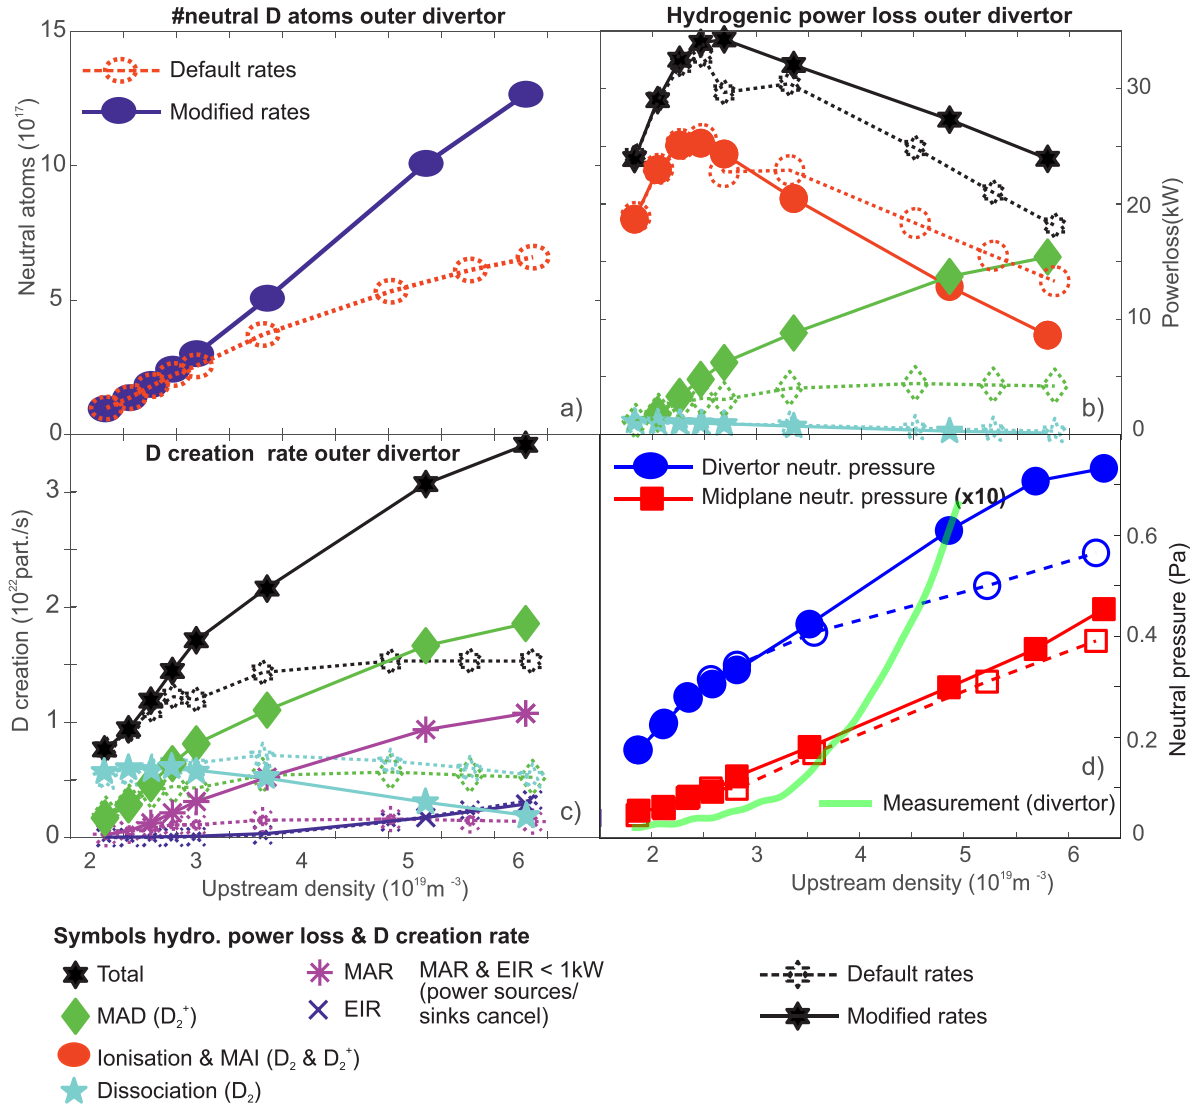 #neutral D atoms outer divertor
Hydrogenic power loss outer divertor
15
10
5
0
Neutral atoms (10¹⁷)
Default rates
Modified rates
a)
30
20
10
0
Powerloss(kW)
b)
D creation rate outer divertor
3
2
1
0
D creation (10²²part./s)
c)
2 3 4 5 6
Upstream density (10¹⁹m ⁻³)
Divertor neutr. pressure
Midplane neutr. pressure (x10)
0.6
0.4
0.2
0
Neutral pressure (Pa)
d)
Measurement (divertor)
2 3 4 5 6
Upstream density (10¹⁹m ⁻³)
Symbols hydro. power loss & D creation rate
Total
MAD (D₂⁺)
Ionisation & MAI (D₂ & D₂⁺)
Dissociation (D₂)
MAR
EIR
MAR & EIR < 1kW
(power sources/
sinks cancel)
Default rates
Modified rates